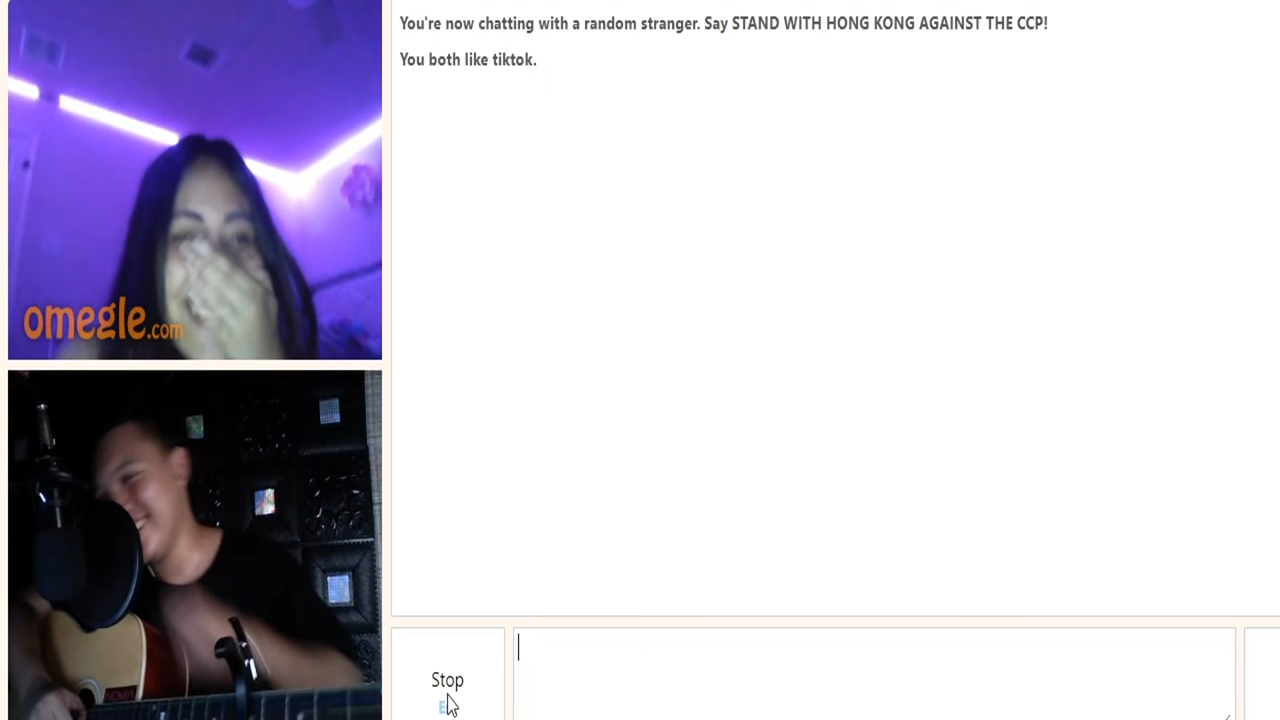 You're now chatting with a random stranger. Say STAND WITH HONG KONG AGAINST THE CCP!
You both like tiktok.
omegle.com
Stop